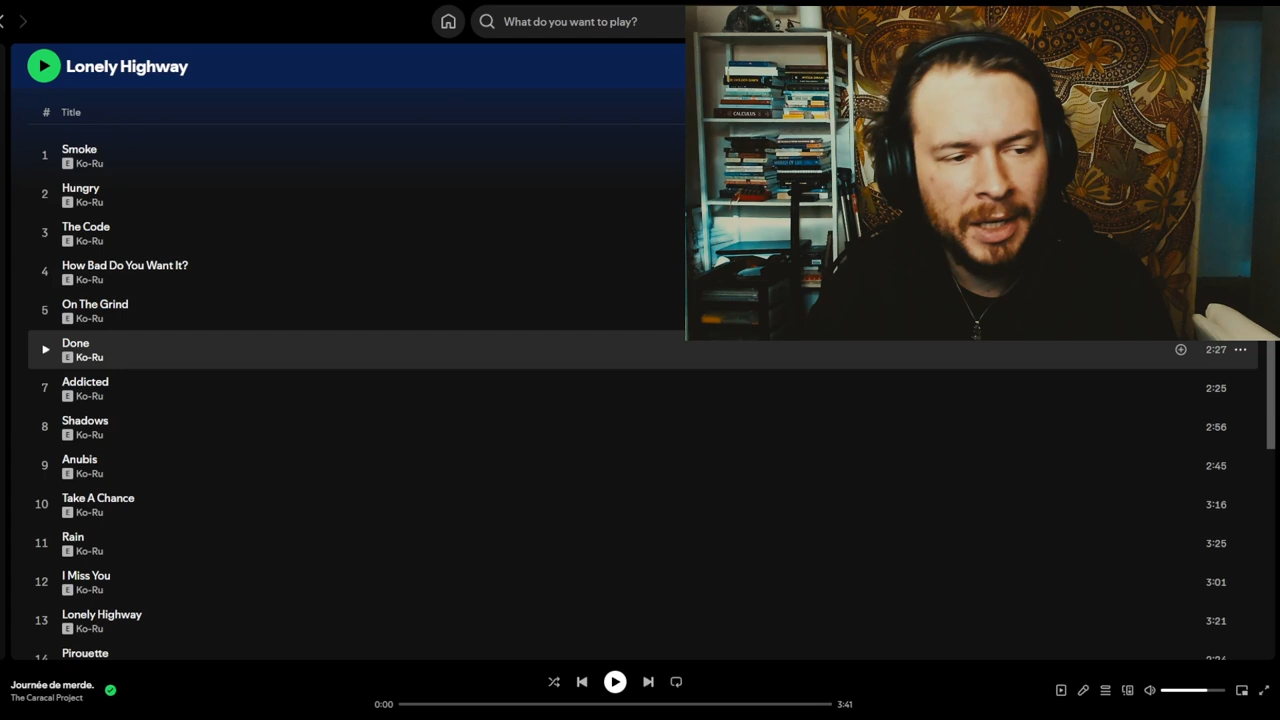 What do you want to play?
Lonely Highway
# Title
1 Smoke
E Ko-Ru
2 Hungry
E Ko-Ru
3 The Code
E Ko-Ru
4 How Bad Do You Want It?
E Ko-Ru
5 On The Grind
E Ko-Ru
Done
E Ko-Ru
2:27
7 Addicted
E Ko-Ru
2:25
8 Shadows
E Ko-Ru
2:56
9 Anubis
E Ko-Ru
2:45
10 Take A Chance
E Ko-Ru
3:16
11 Rain
E Ko-Ru
3:25
12 I Miss You
E Ko-Ru
3:01
13 Lonely Highway
E Ko-Ru
3:21
Pirouette
Journée de merde.
The Caracal Project
0:00
3:41
CALCULUS